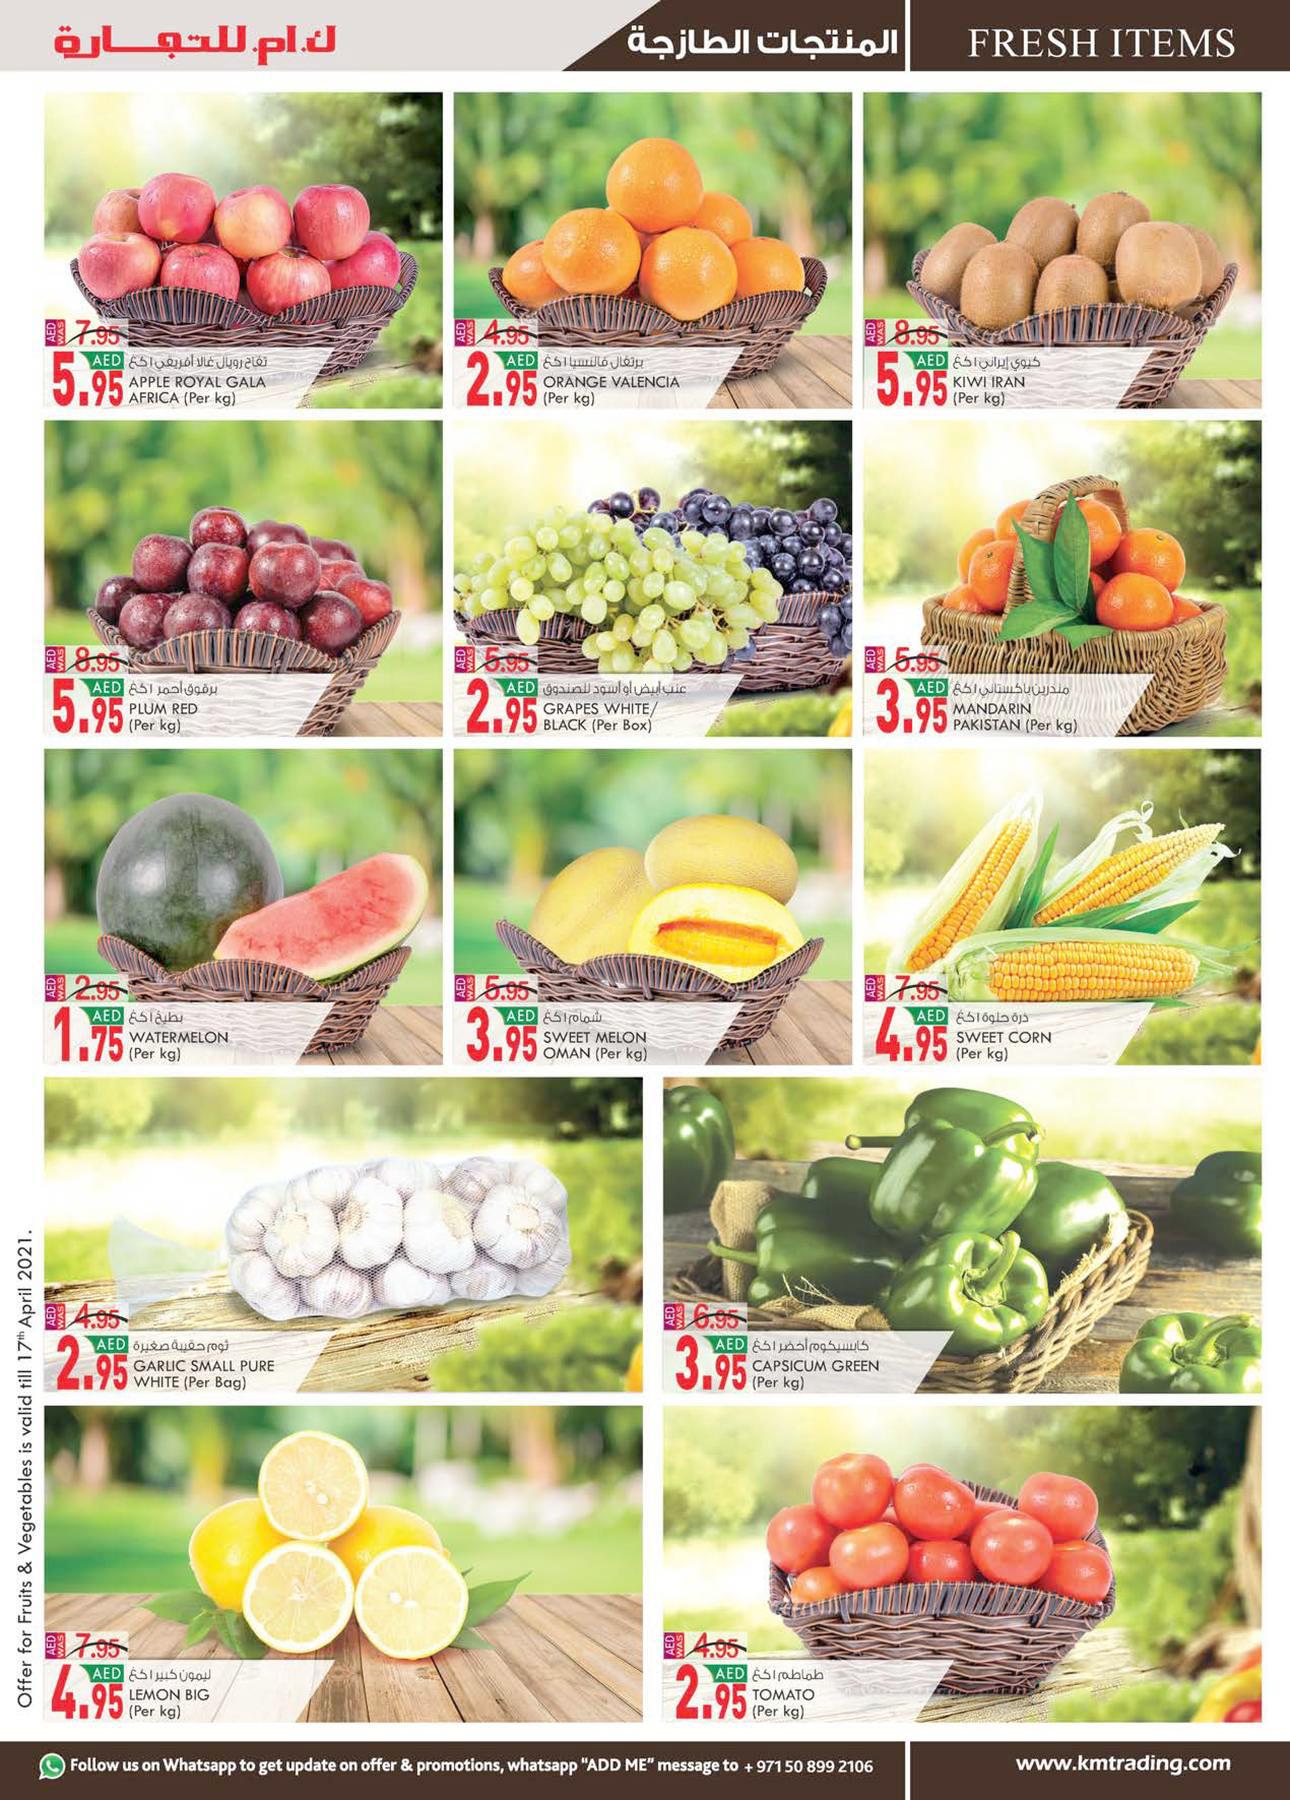 ك.ام.للتجارة
المنتجات الطازجة
FRESH ITEMS
AED WAS 7.95
5.95 AED
تفاح رويال غالا أفريقي ١ كغ
APPLE ROYAL GALA
AFRICA (Per kg)
AED WAS 4.95
2.95 AED
برتقال فالنسيا ١ كغ
ORANGE VALENCIA
(Per kg)
AED WAS 8.95
5.95 AED
كيوي إيراني ١ كغ
KIWI IRAN
(Per kg)
AED WAS 8.95
5.95 AED
برقوق أحمر ١ كغ
PLUM RED
(Per kg)
AED WAS 5.95
2.95 AED
عنب أبيض أو أسود للصندوق
GRAPES WHITE/
BLACK (Per Box)
AED WAS 5.95
3.95 AED
مندرين باكستاني ١ كغ
MANDARIN
PAKISTAN (Per kg)
AED WAS 2.95
1.75 AED
بطيخ ١ كغ
WATERMELON
(Per kg)
AED WAS 5.95
3.95 AED
شمام ١ كغ
SWEET MELON
OMAN (Per kg)
AED WAS 7.95
4.95 AED
ذرة حلوة ١ كغ
SWEET CORN
(Per kg)
AED WAS 4.95
2.95 AED
ثوم حقيبة صغيرة
GARLIC SMALL PURE
WHITE (Per Bag)
AED WAS 6.95
3.95 AED
كابسيكوم أخضر ١ كغ
CAPSICUM GREEN
(Per kg)
AED WAS 7.95
4.95 AED
ليمون كبير ١ كغ
LEMON BIG
(Per kg)
AED WAS 4.95
2.95 AED
طماطم ١ كغ
TOMATO
(Per kg)
Offer for Fruits & Vegetables is valid till 17th April 2021.
Follow us on Whatsapp to get update on offer & promotions, whatsapp "ADD ME" message to + 971 50 899 2106
www.kmtrading.com